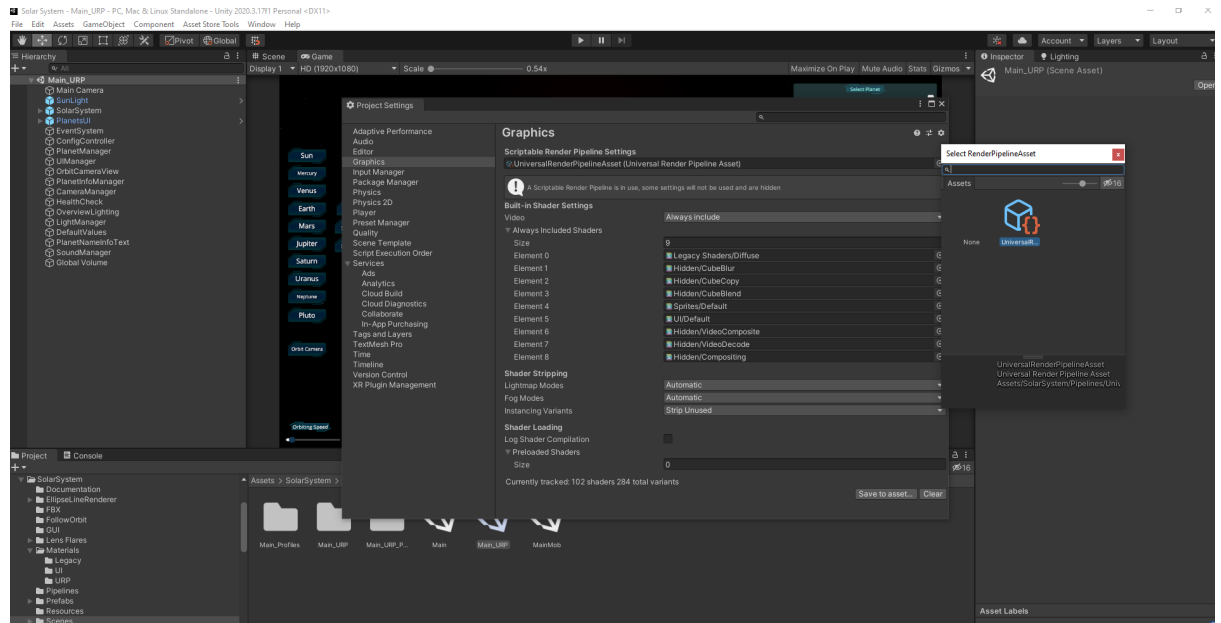 Solar System - Main_URP - PC, Mac & Linux Standalone - Unity 2020.3.17f1 Personal <DX11>
File Edit Assets GameObject Component Asset Store Tools Window Help
Pivot Global Account Layers Layout
Hierarchy
All
Main_URP
Main Camera
SunLight
SolarSystem
PlanetsUI
EventSystem
ConfigController
PlanetManager
UIManager
OrbitCameraView
PlanetInfoManager
CameraManager
HealthCheck
OverviewLighting
LightManager
DefaultValues
PlanetNameInfoText
SoundManager
Global Volume
Scene Game
Display 1 HD (1920x1080) Scale 0.54x Maximize On Play Mute Audio Stats Gizmos
Select Planet
Sun
Mercury
Venus
Earth
Mars
Jupiter
Saturn
Uranus
Neptune
Pluto
Orbit Camera
Orbiting Speed
Project Settings
Adaptive Performance
Audio
Editor
Graphics
Input Manager
Package Manager
Physics
Physics 2D
Player
Preset Manager
Quality
Scene Template
Script Execution Order
Services
Ads
Analytics
Cloud Build
Cloud Diagnostics
Collaborate
In-App Purchasing
Tags and Layers
TextMesh Pro
Time
Timeline
Version Control
XR Plugin Management
Graphics
Scriptable Render Pipeline Settings
UniversalRenderPipelineAsset (Universal Render Pipeline Asset)
A Scriptable Render Pipeline is in use, some settings will not be used and are hidden
Built-in Shader Settings
Video Always include
Always Included Shaders
Size 9
Element 0 Legacy Shaders/Diffuse
Element 1 Hidden/CubeBlur
Element 2 Hidden/CubeCopy
Element 3 Hidden/CubeBlend
Element 4 Sprites/Default
Element 5 UI/Default
Element 6 Hidden/VideoComposite
Element 7 Hidden/VideoDecode
Element 8 Hidden/Compositing
Shader Stripping
Lightmap Modes Automatic
Fog Modes Automatic
Instancing Variants Strip Unused
Shader Loading
Log Shader Compilation
Preloaded Shaders
Size 0
Currently tracked: 102 shaders 284 total variants
Save to asset... Clear
Inspector Lighting
Main_URP (Scene Asset)
Open
Select RenderPipelineAsset
Assets 16
None UniversalR...
UniversalRenderPipelineAsset
Universal Render Pipeline Asset
Assets/SolarSystem/Pipelines/Univ
Asset Labels
Project Console
16
SolarSystem
Documentation
EllipseLineRenderer
FBX
FollowOrbit
GUI
Lens Flares
Materials
Legacy
UI
URP
Pipelines
Prefabs
Resources
Scenes
Assets > SolarSystem >
Main_Profiles Main_URP Main_URP_P... Main Main_URP MainMob